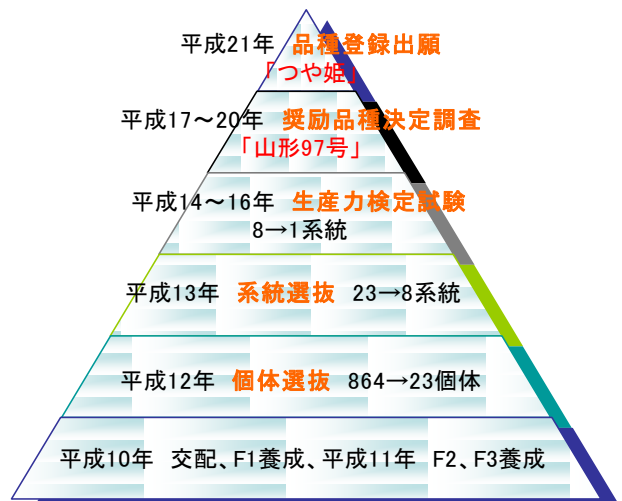 平成21年 品種登録出願
「つや姫」
平成17～20年 奨励品種決定調査
「山形97号」
平成14～16年 生産力検定試験
8→1系統
平成13年 系統選抜 23→8系統
平成12年 個体選抜 864→23個体
平成10年 交配、F1養成、平成11年 F2、F3養成